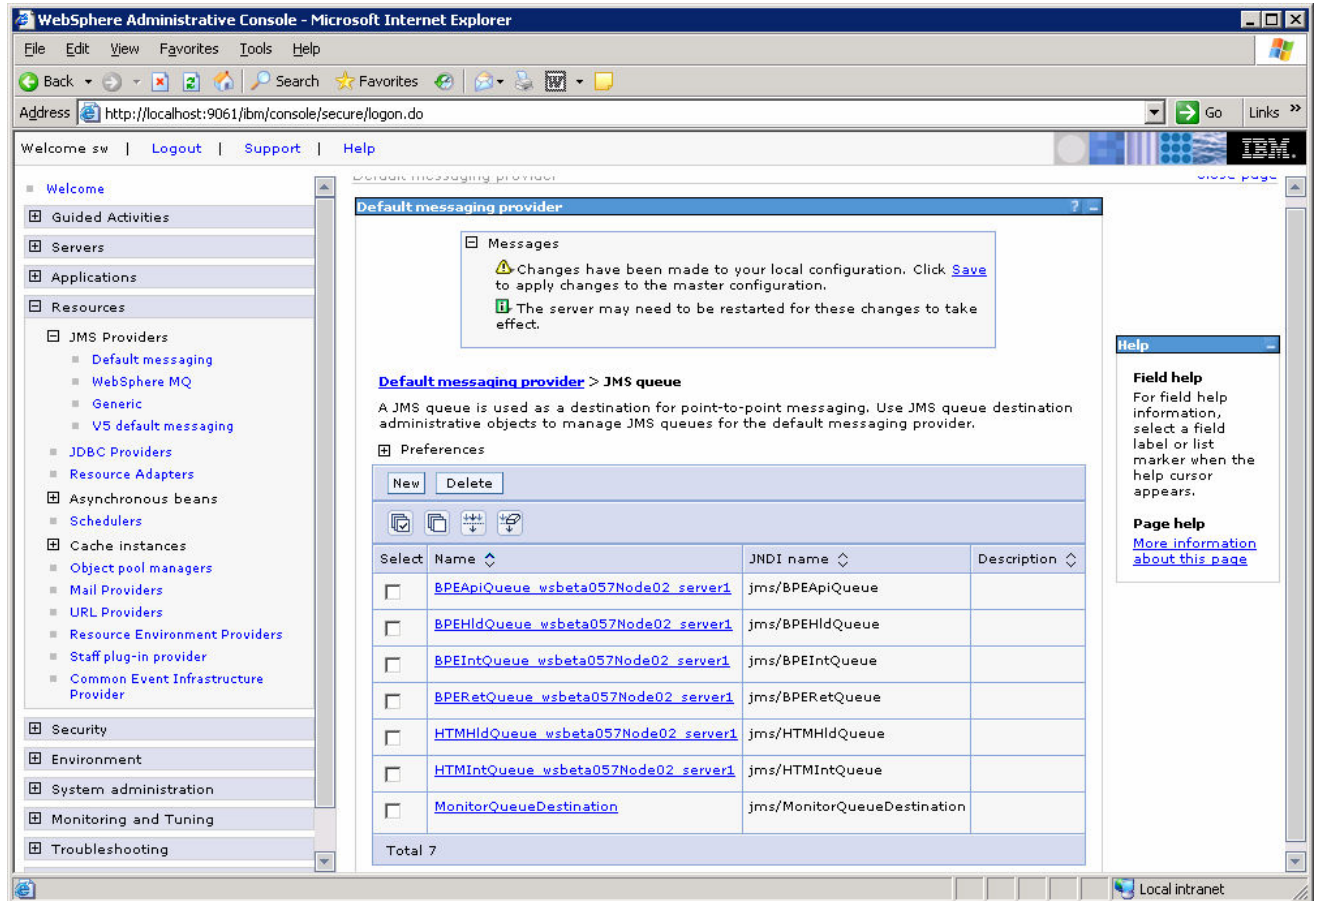 WebSphere Administrative Console - Microsoft Internet Explorer
File Edit View Favorites Tools Help
Back Search Favorites
Address http://localhost:9061/ibm/console/secure/logon.do Go Links »
Welcome sw | Logout | Support | Help
IBM.
Welcome
Guided Activities
Servers
Applications
Resources
JMS Providers
Default messaging
WebSphere MQ
Generic
V5 default messaging
JDBC Providers
Resource Adapters
Asynchronous beans
Schedulers
Cache instances
Object pool managers
Mail Providers
URL Providers
Resource Environment Providers
Staff plug-in provider
Common Event Infrastructure
Provider
Security
Environment
System administration
Monitoring and Tuning
Troubleshooting
Default messaging provider
Close page
Default messaging provider ? -
Messages
Changes have been made to your local configuration. Click Save
to apply changes to the master configuration.
The server may need to be restarted for these changes to take
effect.
Default messaging provider > JMS queue
A JMS queue is used as a destination for point-to-point messaging. Use JMS queue destination
administrative objects to manage JMS queues for the default messaging provider.
Preferences
New Delete
Select Name JNDI name Description
BPEApiQueue_wsbeta057Node02_server1 jms/BPEApiQueue
BPEHldQueue_wsbeta057Node02_server1 jms/BPEHldQueue
BPEIntQueue_wsbeta057Node02_server1 jms/BPEIntQueue
BPERetQueue_wsbeta057Node02_server1 jms/BPERetQueue
HTMHldQueue_wsbeta057Node02_server1 jms/HTMHldQueue
HTMIntQueue_wsbeta057Node02_server1 jms/HTMIntQueue
MonitorQueueDestination jms/MonitorQueueDestination
Total 7
Help
Field help
For field help
information,
select a field
label or list
marker when the
help cursor
appears.
Page help
More information
about this page
Local intranet